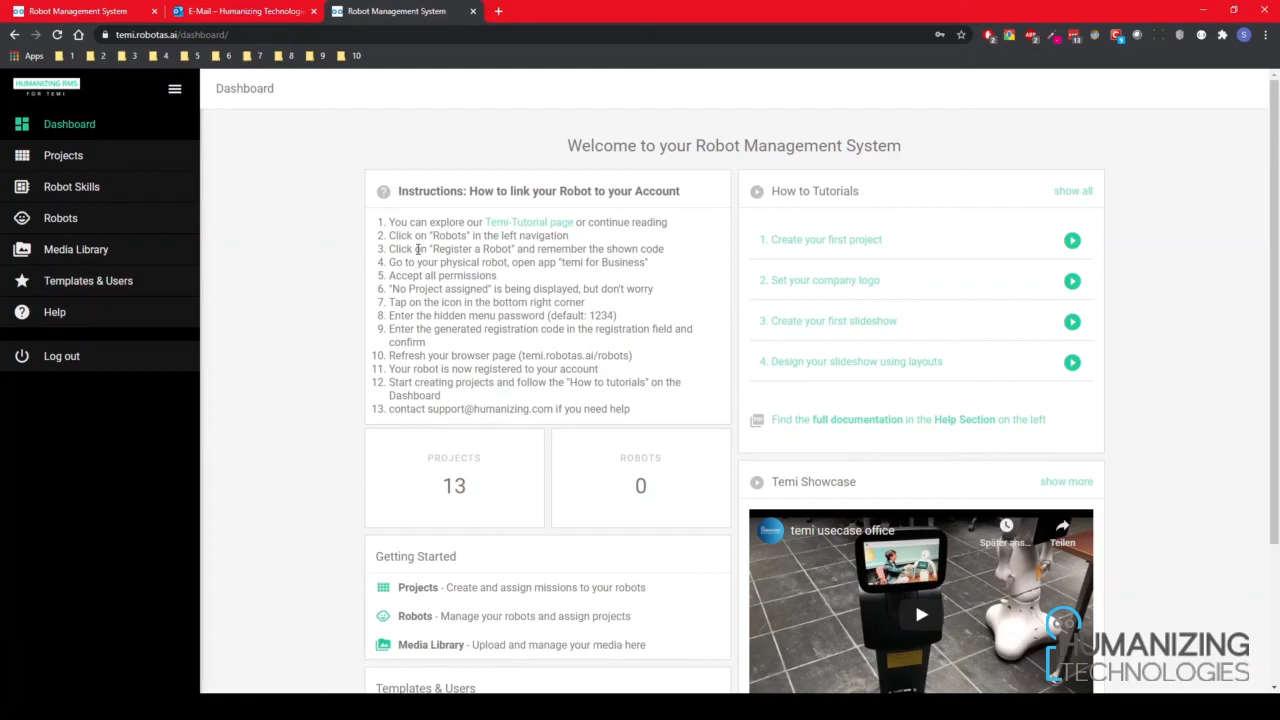 Robot Management System
E-Mail – Humanizing Technologi
Robot Management System
temi.robotas.ai/dashboard/
Apps
1
2
3
4
5
6
7
8
9
10
HUMANIZING RMS
FOR TEMI
Dashboard
Projects
Robot Skills
Robots
Media Library
Templates & Users
Help
Log out
Dashboard
Welcome to your Robot Management System
Instructions: How to link your Robot to your Account
1. You can explore our Temi-Tutorial page or continue reading
2. Click on "Robots" in the left navigation
3. Click on "Register a Robot" and remember the shown code
4. Go to your physical robot, open app "temi for Business"
5. Accept all permissions
6. "No Project assigned" is being displayed, but don't worry
7. Tap on the icon in the bottom right corner
8. Enter the hidden menu password (default: 1234)
9. Enter the generated registration code in the registration field and
confirm
10. Refresh your browser page (temi.robotas.ai/robots)
11. Your robot is now registered to your account
12. Start creating projects and follow the "How to tutorials" on the
Dashboard
13. contact support@humanizing.com if you need help
PROJECTS
13
ROBOTS
0
Getting Started
Projects - Create and assign missions to your robots
Robots - Manage your robots and assign projects
Media Library - Upload and manage your media here
Templates & Users
How to Tutorials
show all
1. Create your first project
2. Set your company logo
3. Create your first slideshow
4. Design your slideshow using layouts
Find the full documentation in the Help Section on the left
Temi Showcase
show more
temi usecase office
Später ans...
Teilen
HUMANIZING
TECHNOLOGIES